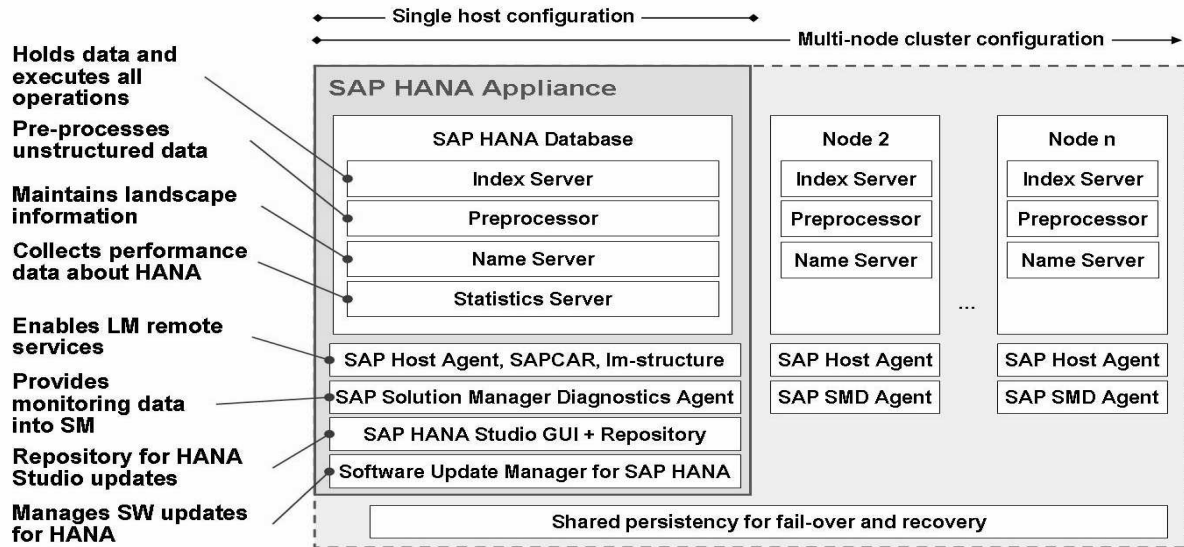 Single host configuration
Multi-node cluster configuration
Holds data and
executes all
operations
Pre-processes
unstructured data
Maintains landscape
information
Collects performance
data about HANA
Enables LM remote
services
Provides
monitoring data
into SM
Repository for HANA
Studio updates
Manages SW updates
for HANA
SAP HANA Appliance
SAP HANA Database
Index Server
Preprocessor
Name Server
Statistics Server
SAP Host Agent, SAPCAR, lm-structure
SAP Solution Manager Diagnostics Agent
SAP HANA Studio GUI + Repository
Software Update Manager for SAP HANA
Node 2
Index Server
Preprocessor
Name Server
SAP Host Agent
SAP SMD Agent
...
Node n
Index Server
Preprocessor
Name Server
SAP Host Agent
SAP SMD Agent
Shared persistency for fail-over and recovery